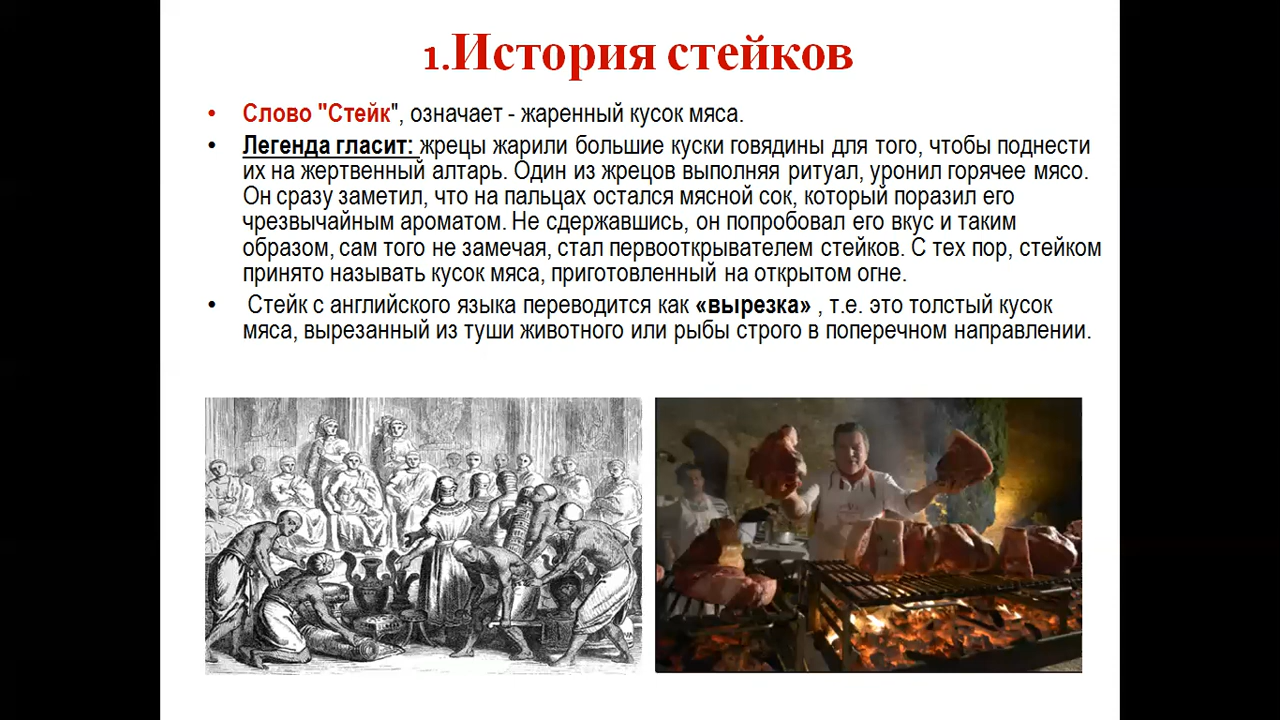 1.История стейков
• Слово "Стейк", означает - жаренный кусок мяса.
• Легенда гласит: жрецы жарили большие куски говядины для того, чтобы поднести
их на жертвенный алтарь. Один из жрецов выполняя ритуал, уронил горячее мясо.
Он сразу заметил, что на пальцах остался мясной сок, который поразил его
чрезвычайным ароматом. Не сдержавшись, он попробовал его вкус и таким
образом, сам того не замечая, стал первооткрывателем стейков. С тех пор, стейком
принято называть кусок мяса, приготовленный на открытом огне.
• Стейк с английского языка переводится как «вырезка» , т.е. это толстый кусок
мяса, вырезанный из туши животного или рыбы строго в поперечном направлении.